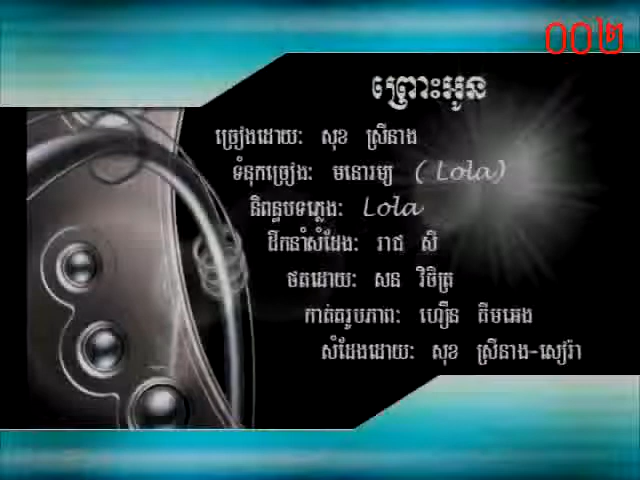 ០០២
ព្រោះអូន
ច្រៀងដោយ: សុខ ស្រីនាង
ទំនុកច្រៀង: មនោរម្យ (Lola)
និពន្ធបទភ្លេង: Lola
ដឹកនាំសំដែង: រាជ សិ
ថតដោយ: សន វិចិត្រ
កាត់តរូបភាព: ហឿន គីមឆេង
សំដែងដោយ: សុខ ស្រីនាង-សៀរ៉ា